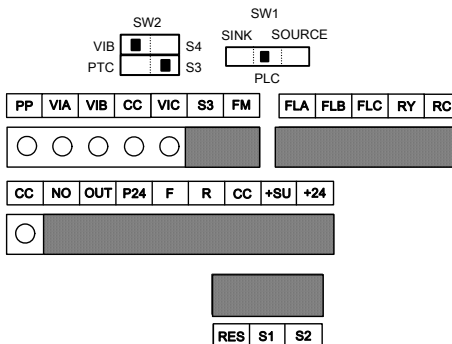 SW2
SW1
VIB S4
SINK SOURCE
PTC S3
PLC
PP VIA VIB CC VIC S3 FM FLA FLB FLC RY RC
CC NO OUT P24 F R CC +SU +24
RES S1 S2